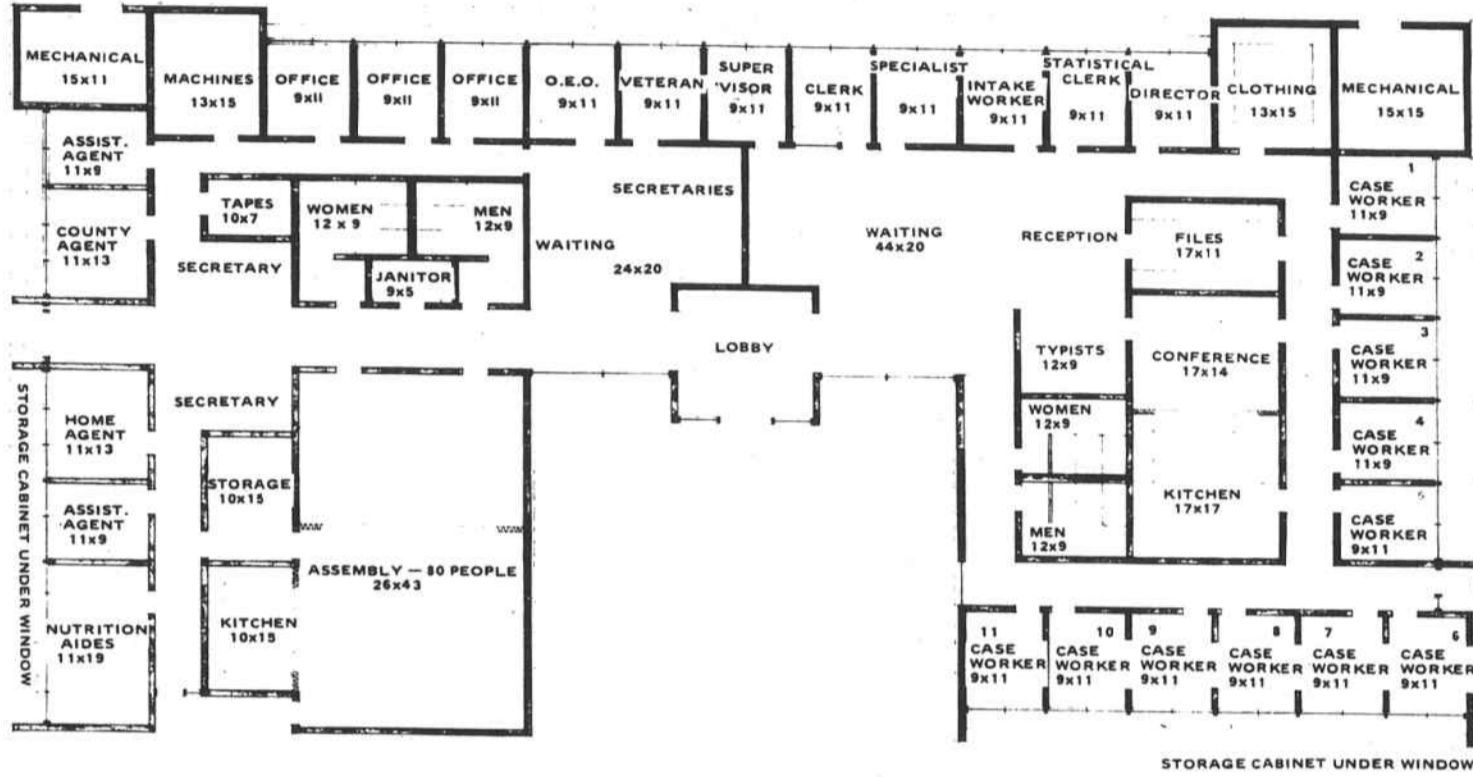 MECHANICAL
15x11
MACHINES
13x15
OFFICE
9x11
OFFICE
9x11
OFFICE
9x11
O.E.O.
9x11
VETERAN
9x11
SUPER
VISOR
9x11
CLERK
9x11
SPECIALIST
9x11
INTAKE
WORKER
9x11
STATISTICAL
CLERK
9x11
DIRECTOR
9x11
CLOTHING
13x15
MECHANICAL
15x15
ASSIST.
AGENT
11x9
COUNTY
AGENT
11x13
TAPES
10x7
SECRETARY
WOMEN
12 x 9
MEN
12x9
JANITOR
9x5
SECRETARIES
WAITING
24x20
WAITING
44x20
RECEPTION
FILES
17x11
1
CASE
WORKER
11x9
2
CASE
WORKER
11x9
3
CASE
WORKER
11x9
4
CASE
WORKER
11x9
5
CASE
WORKER
9x11
LOBBY
TYPISTS
12x9
CONFERENCE
17x14
WOMEN
12x9
MEN
12x9
KITCHEN
17x17
STORAGE CABINET UNDER WINDOW
HOME
AGENT
11x13
SECRETARY
ASSIST.
AGENT
11x9
STORAGE
10x15
NUTRITION
AIDES
11x19
KITCHEN
10x15
ASSEMBLY — 80 PEOPLE
26x43
11
CASE
WORKER
9x11
10
CASE
WORKER
9x11
9
CASE
WORKER
9x11
8
CASE
WORKER
9x11
7
CASE
WORKER
9x11
6
CASE
WORKER
9x11
STORAGE CABINET UNDER WINDOW